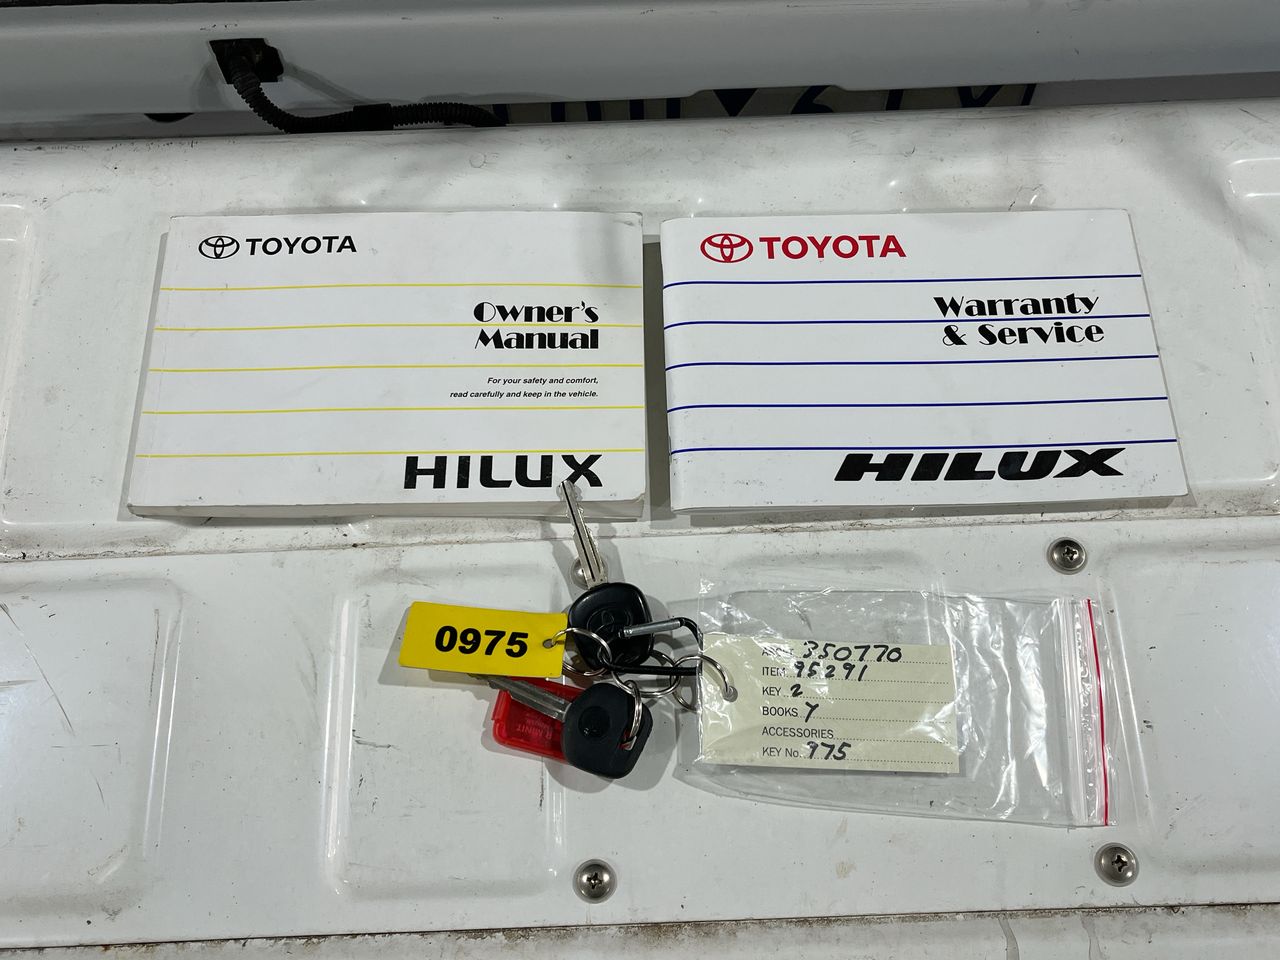 TOYOTA
Owner's
Manual
For your safety and comfort,
read carefully and keep in the vehicle.
HILUX
TOYOTA
Warranty
& Service
HILUX
0975
350770
ITEM 95291
KEY 2
BOOKS Y
ACCESSORIES
KEY No. 975
MINIT